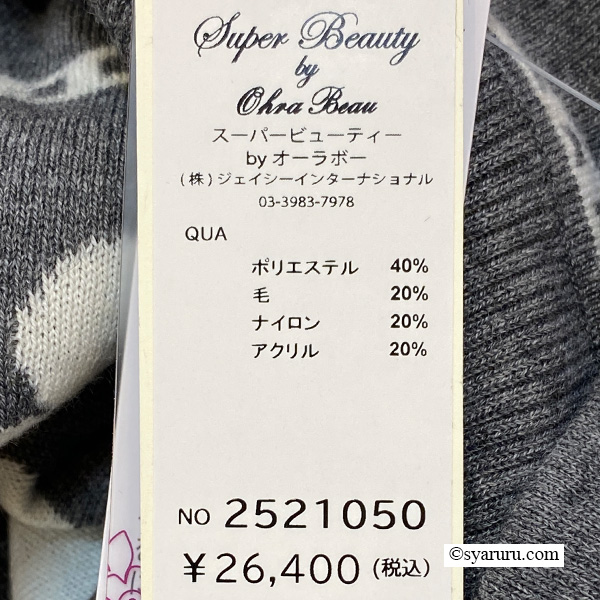 Super Beauty
by
Ohra Beau
スーパービューティー
by オーラボー
(株)ジェイシーインターナショナル
03-3983-7978
QUA
ポリエステル 40%
毛 20%
ナイロン 20%
アクリル 20%
NO 2521050
¥26,400 (税込)
©syaruru.com